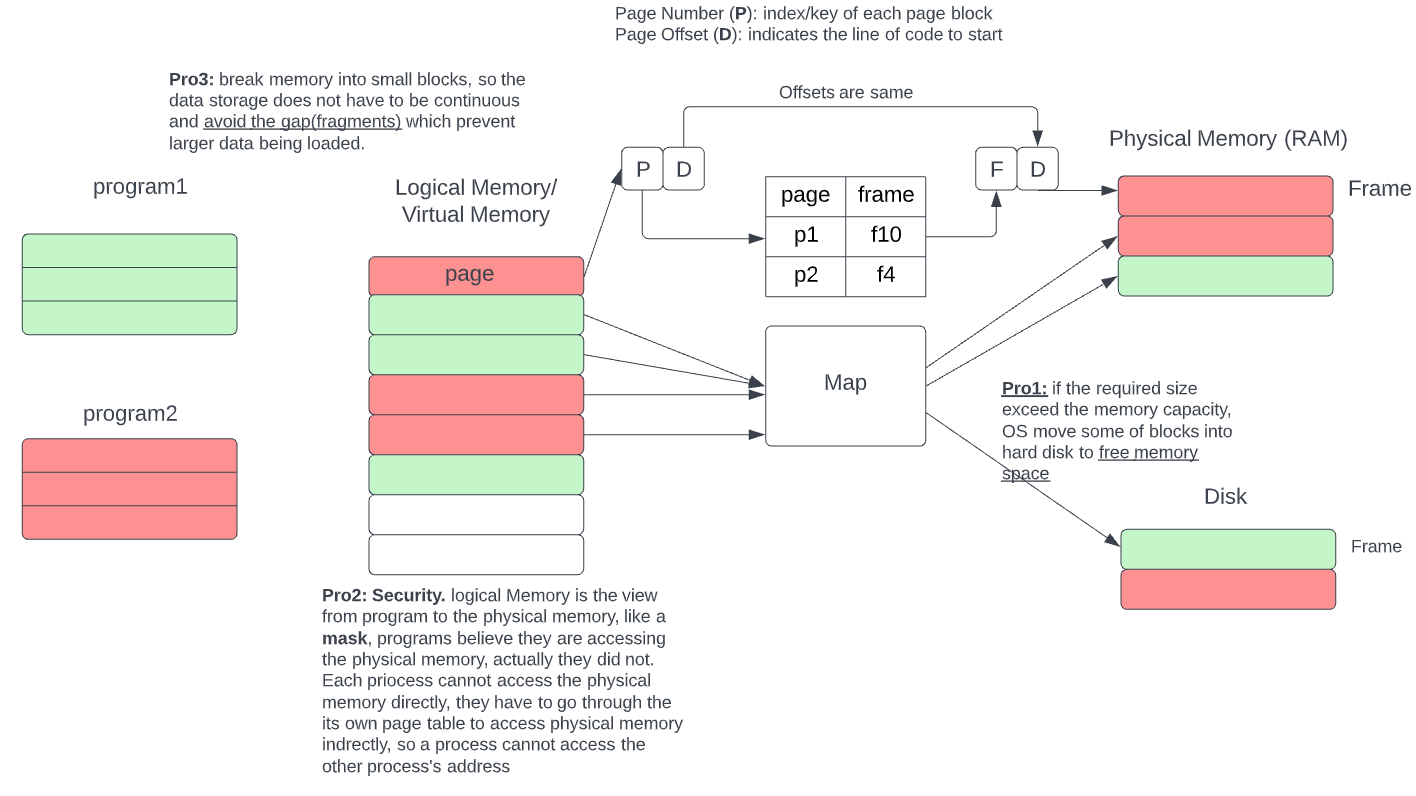 Page Number (P): index/key of each page block
Page Offset (D): indicates the line of code to start
Pro3: break memory into small blocks, so the
data storage does not have to be continuous
and avoid the gap(fragments) which prevent
larger data being loaded.
Offsets are same
program1
Logical Memory/
Virtual Memory
P
D
page
frame
p1
f10
p2
f4
F
D
Physical Memory (RAM)
Frame
page
Map
program2
Pro1: if the required size
exceed the memory capacity,
OS move some of blocks into
hard disk to free memory
space
Disk
Frame
Pro2: Security. logical Memory is the view
from program to the physical memory, like a
mask, programs believe they are accessing
the physical memory, actually they did not.
Each priocess cannot access the physical
memory directly, they have to go through the
its own page table to access physical memory
indrectly, so a process cannot access the
other process's address